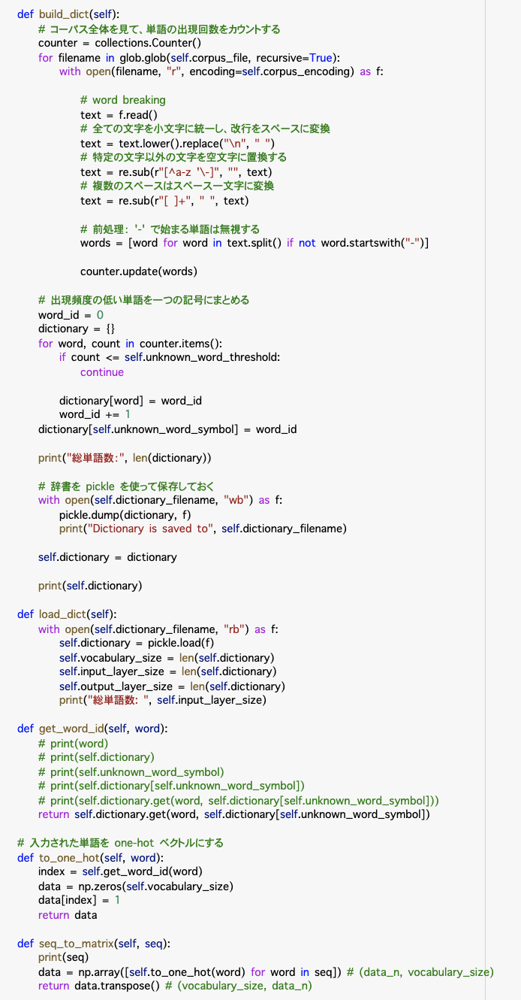 def build_dict(self):
# コーパス全体を見て、単語の出現回数をカウントする
counter = collections.Counter()
for filename in glob.glob(self.corpus_file, recursive=True):
with open(filename, "r", encoding=self.corpus_encoding) as f:
# word breaking
text = f.read()
# 全ての文字を小文字に統一し、改行をスペースに変換
text = text.lower().replace("\n", " ")
# 特定の文字以外の文字を空文字に置換する
text = re.sub(r"[^a-z '\-]", "", text)
# 複数のスペースはスペース一文字に変換
text = re.sub(r"[ ]+", " ", text)
# 前処理: '-' で始まる単語は無視する
words = [word for word in text.split() if not word.startswith("-")]
counter.update(words)
# 出現頻度の低い単語を一つの記号にまとめる
word_id = 0
dictionary = {}
for word, count in counter.items():
if count <= self.unknown_word_threshold:
continue
dictionary[word] = word_id
word_id += 1
dictionary[self.unknown_word_symbol] = word_id
print("総単語数:", len(dictionary))
# 辞書を pickle を使って保存しておく
with open(self.dictionary_filename, "wb") as f:
pickle.dump(dictionary, f)
print("Dictionary is saved to", self.dictionary_filename)
self.dictionary = dictionary
print(self.dictionary)
def load_dict(self):
with open(self.dictionary_filename, "rb") as f:
self.dictionary = pickle.load(f)
self.vocabulary_size = len(self.dictionary)
self.input_layer_size = len(self.dictionary)
self.output_layer_size = len(self.dictionary)
print("総単語数: ", self.input_layer_size)
def get_word_id(self, word):
# print(word)
# print(self.dictionary)
# print(self.unknown_word_symbol)
# print(self.dictionary[self.unknown_word_symbol])
# print(self.dictionary.get(word, self.dictionary[self.unknown_word_symbol]))
return self.dictionary.get(word, self.dictionary[self.unknown_word_symbol])
# 入力された単語を one-hot ベクトルにする
def to_one_hot(self, word):
index = self.get_word_id(word)
data = np.zeros(self.vocabulary_size)
data[index] = 1
return data
def seq_to_matrix(self, seq):
print(seq)
data = np.array([self.to_one_hot(word) for word in seq]) # (data_n, vocabulary_size)
return data.transpose() # (vocabulary_size, data_n)